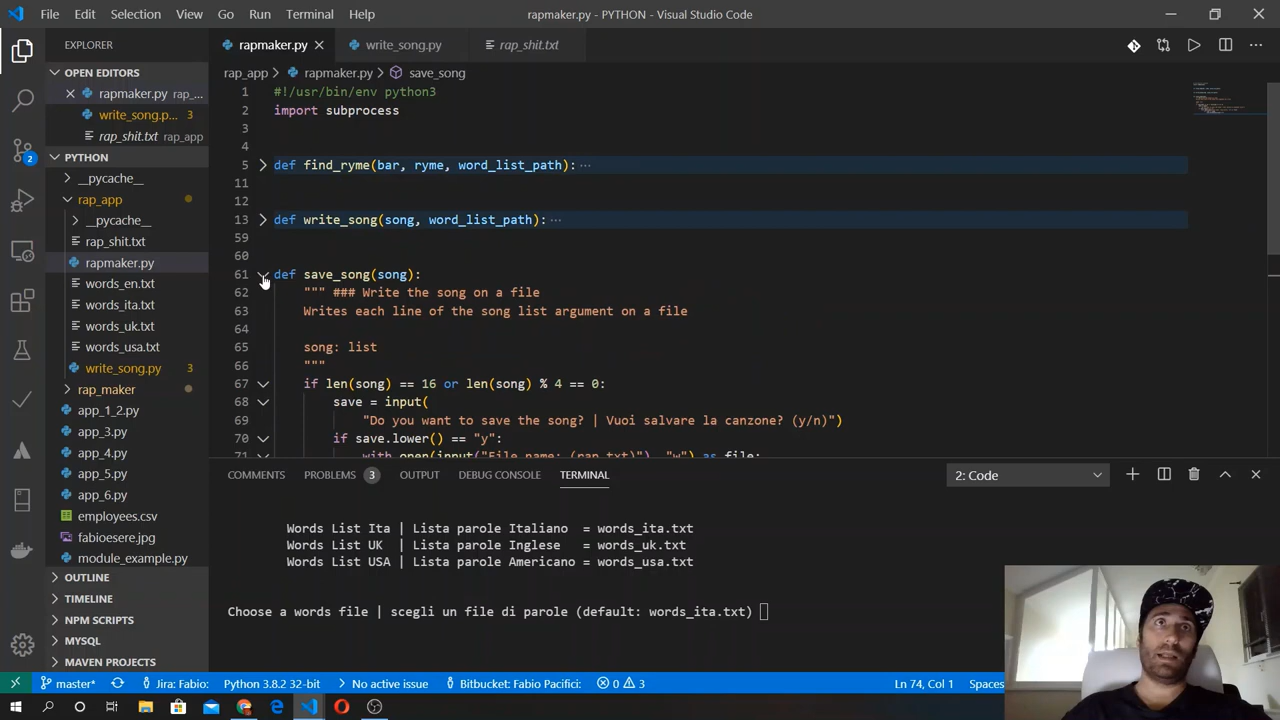 File Edit Selection View Go Run Terminal Help
rapmaker.py - PYTHON - Visual Studio Code
EXPLORER
OPEN EDITORS
rapmaker.py rap_...
write_song.p... 3
rap_shit.txt rap_app
PYTHON
__pycache__
rap_app
__pycache__
rap_shit.txt
rapmaker.py
words_en.txt
words_ita.txt
words_uk.txt
words_usa.txt
write_song.py 3
rap_maker
app_1_2.py
app_3.py
app_4.py
app_5.py
app_6.py
employees.csv
fabioesere.jpg
module_example.py
OUTLINE
TIMELINE
NPM SCRIPTS
MYSQL
MAVEN PROJECTS
2
rapmaker.py write_song.py rap_shit.txt
rap_app > rapmaker.py > save_song
1 #!/usr/bin/env python3
2 import subprocess
3
4
5 def find_ryme(bar, ryme, word_list_path): ...
11
12
13 def write_song(song, word_list_path): ...
59
60
61 def save_song(song):
62 """ ### Write the song on a file
63 Writes each line of the song list argument on a file
64
65 song: list
66 """
67 if len(song) == 16 or len(song) % 4 == 0:
68 save = input(
69 "Do you want to save the song? | Vuoi salvare la canzone? (y/n)")
70 if save.lower() == "y":
71 with open(input("File name: (rap.txt)"), "w") as file:
COMMENTS PROBLEMS 3 OUTPUT DEBUG CONSOLE TERMINAL
2: Code
Words List Ita | Lista parole Italiano = words_ita.txt
Words List UK | Lista parole Inglese = words_uk.txt
Words List USA | Lista parole Americano = words_usa.txt
Choose a words file | scegli un file di parole (default: words_ita.txt)
master* Jira: Fabio: Python 3.8.2 32-bit No active issue Bitbucket: Fabio Pacifici: 0 3 Ln 74, Col 1 Spaces